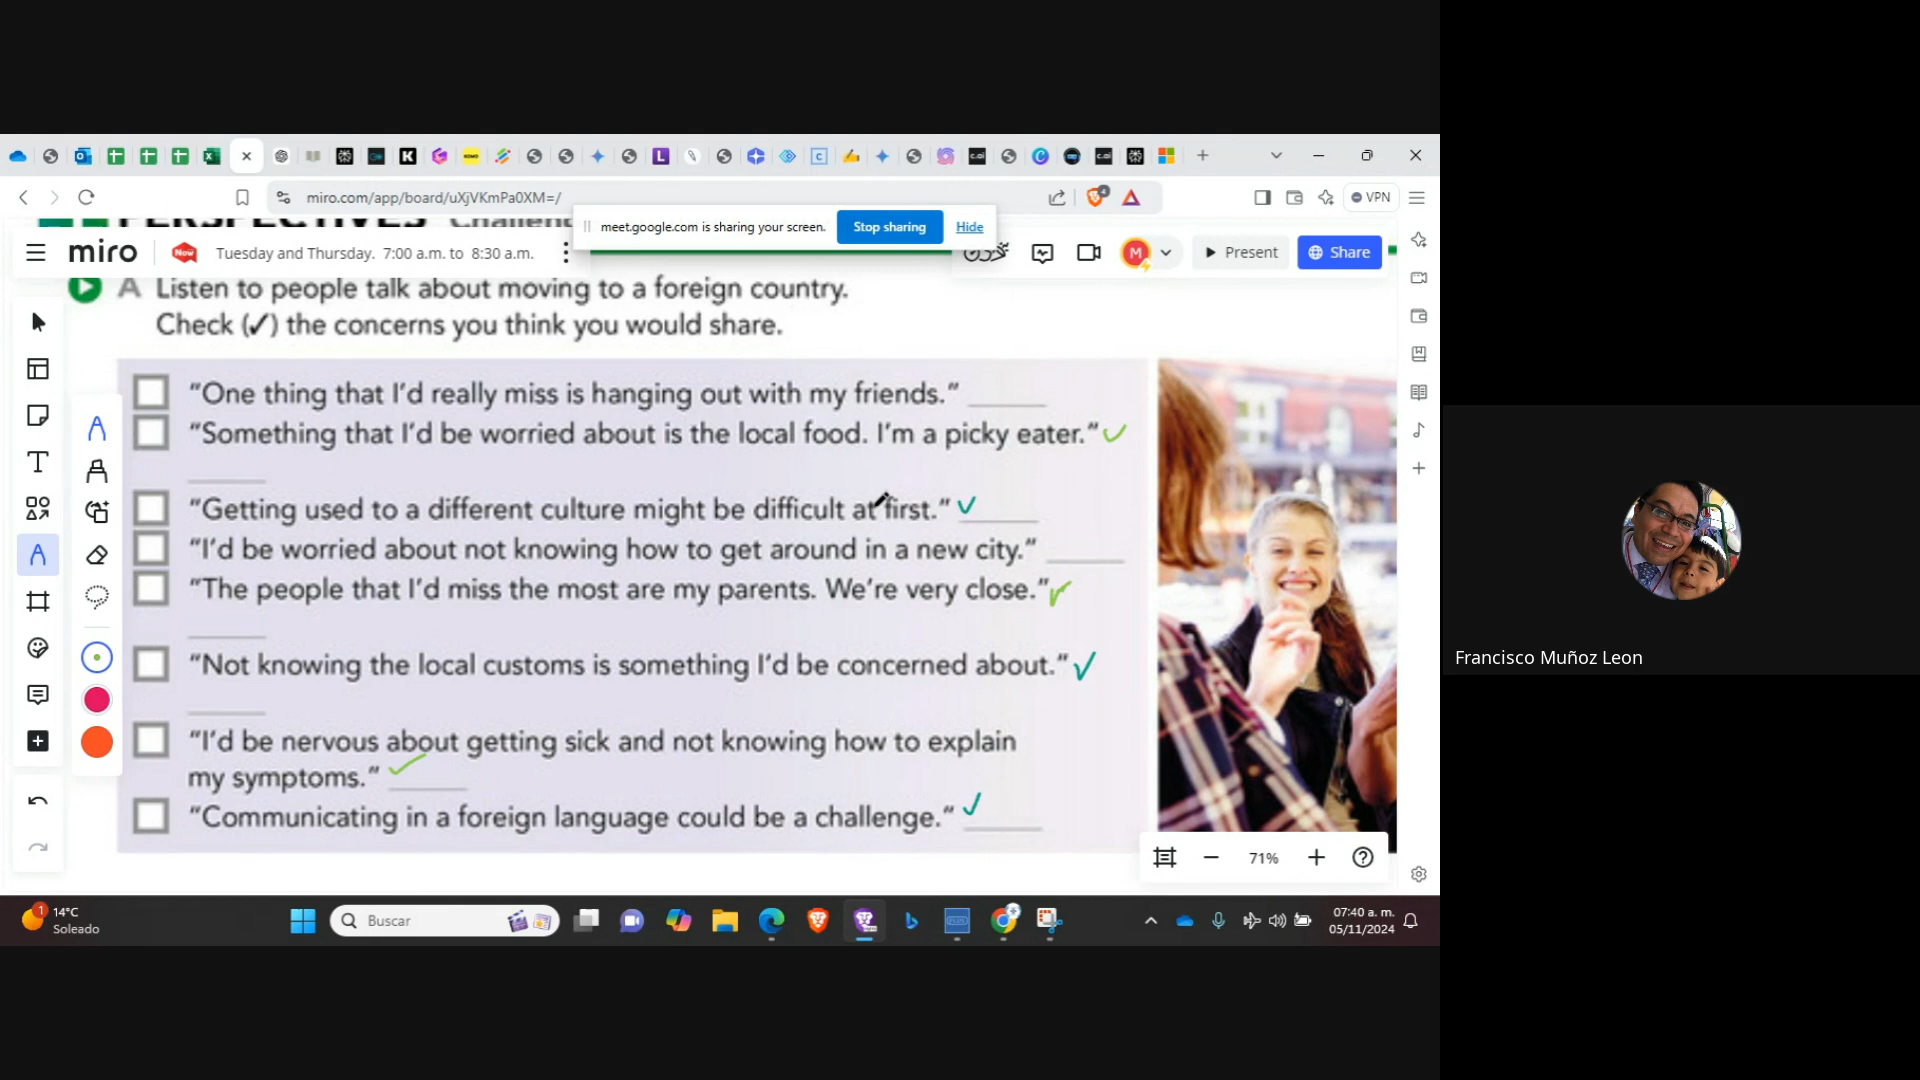 miro.com/app/board/uXjVKmPa0XM=/
VPN
PERSPECTIVES Challen
meet.google.com is sharing your screen.
Stop sharing
Hide
miro
Now
Tuesday and Thursday. 7:00 a.m. to 8:30 a.m.
M
Present
Share
A Listen to people talk about moving to a foreign country.
Check (✓) the concerns you think you would share.
"One thing that I'd really miss is hanging out with my friends."
"Something that I'd be worried about is the local food. I'm a picky eater." ✓
"Getting used to a different culture might be difficult at first." ✓
"I'd be worried about not knowing how to get around in a new city."
"The people that I'd miss the most are my parents. We're very close." ✓
"Not knowing the local customs is something I'd be concerned about." ✓
"I'd be nervous about getting sick and not knowing how to explain
my symptoms." ✓
"Communicating in a foreign language could be a challenge." ✓
71%
Francisco Muñoz Leon
1
14°C
Soleado
Buscar
07:40 a. m.
05/11/2024